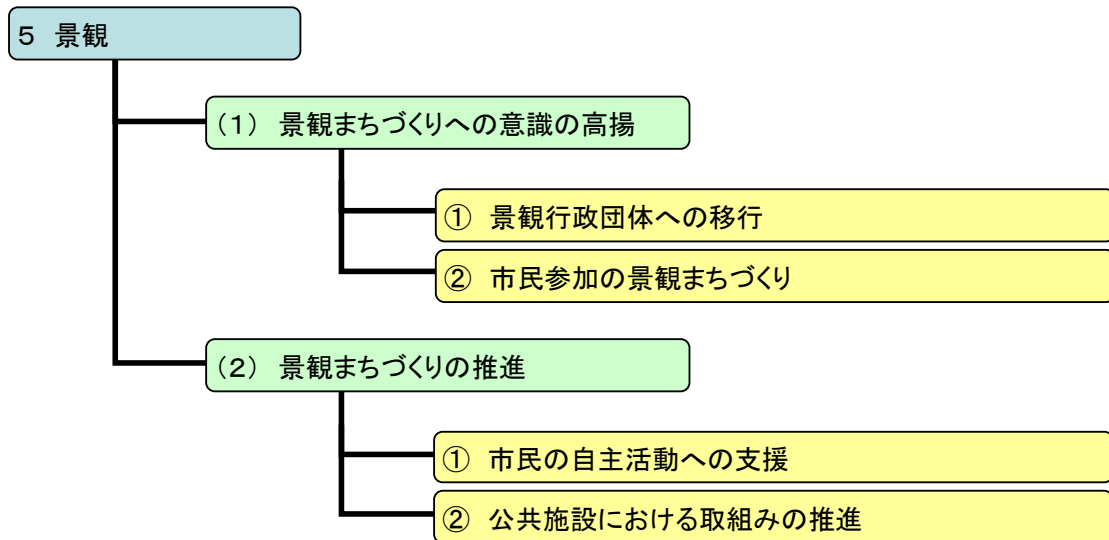 ５　景観
（１）　景観まちづくりへの意識の高揚
①　景観行政団体への移行
②　市民参加の景観まちづくり
（２）　景観まちづくりの推進
①　市民の自主活動への支援
②　公共施設における取組みの推進